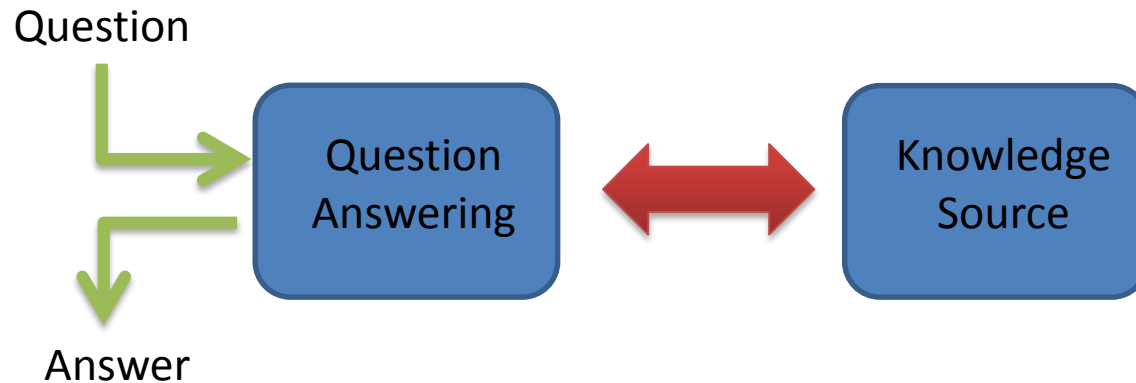 Question
Question
Answering
Knowledge
Source
Answer